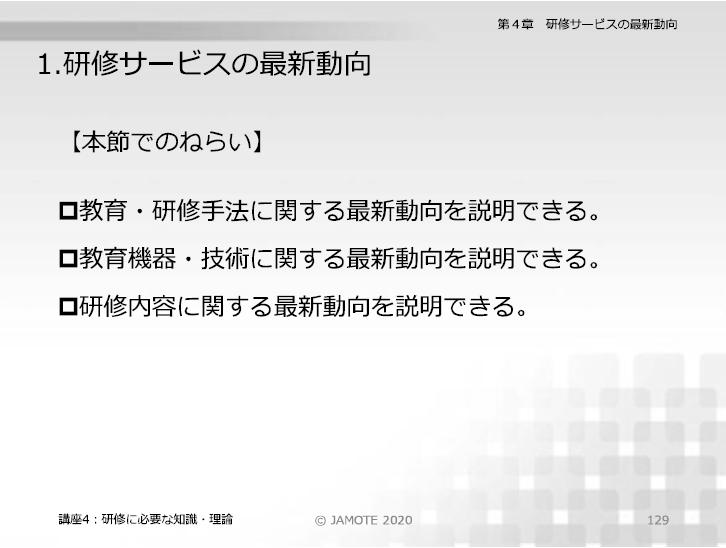 第４章　研修サービスの最新動向
1.研修サービスの最新動向
【本節でのねらい】
教育・研修手法に関する最新動向を説明できる。
教育機器・技術に関する最新動向を説明できる。
研修内容に関する最新動向を説明できる。
講座4：研修に必要な知識・理論
© JAMOTE 2020
129